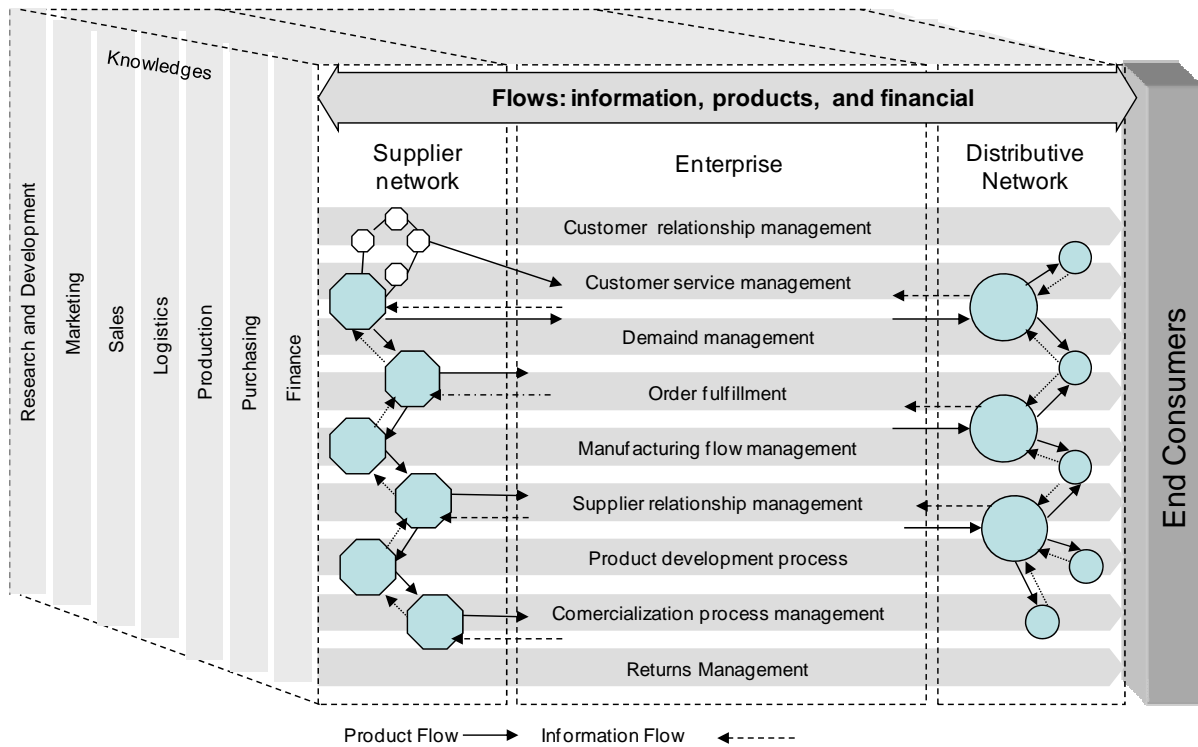 Knowledges
Research and Development
Marketing
Sales
Logistics
Production
Purchasing
Finance
Flows: information, products, and financial
Supplier
network
Enterprise
Distributive
Network
Customer relationship management
Customer service management
Demaind management
Order fulfillment
Manufacturing flow management
Supplier relationship management
Product development process
Comercialization process management
Returns Management
End Consumers
Product Flow
Information Flow